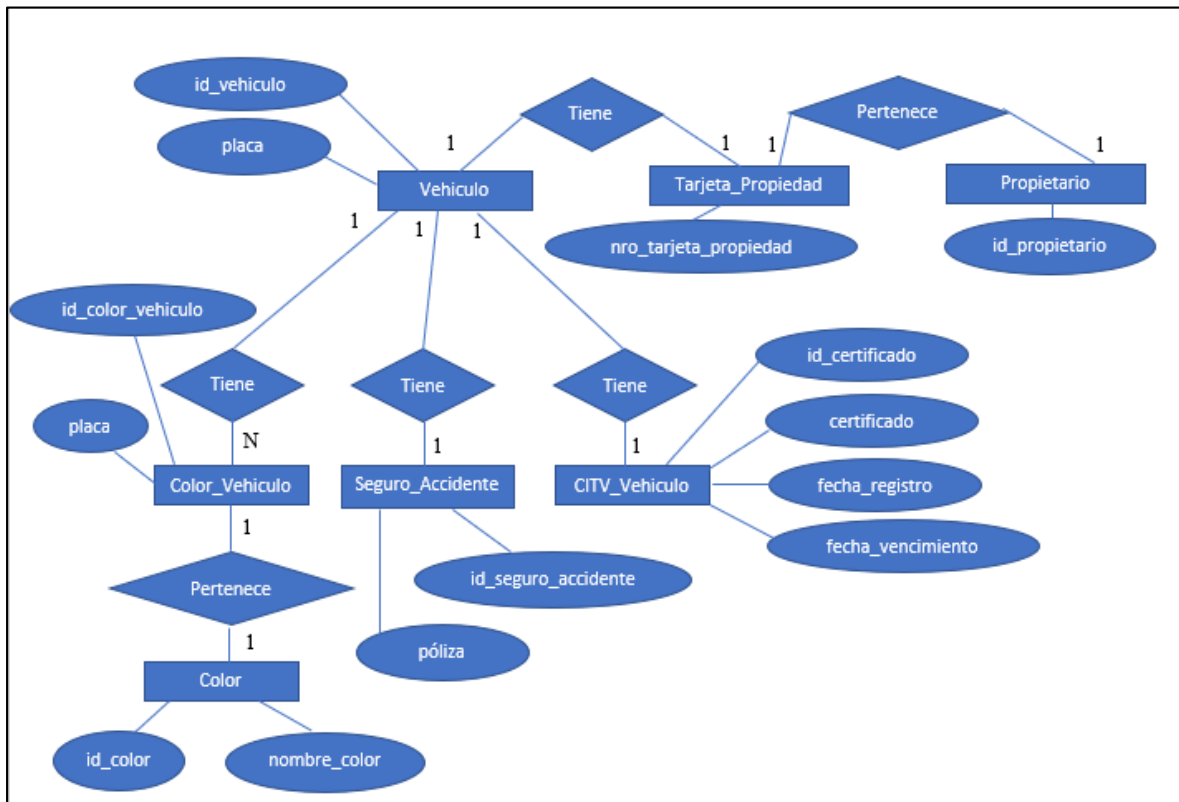 id_vehiculo
Tiene
Pertenece
placa
1
1
1
1
Vehiculo
Tarjeta_Propiedad
Propietario
1
1
1
nro_tarjeta_propiedad
id_propietario
id_color_vehiculo
id_certificado
Tiene
Tiene
Tiene
placa
certificado
N
1
1
Color_Vehiculo
Seguro_Accidente
CITV_Vehiculo
fecha_registro
1
fecha_vencimiento
id_seguro_accidente
Pertenece
1
póliza
Color
id_color
nombre_color